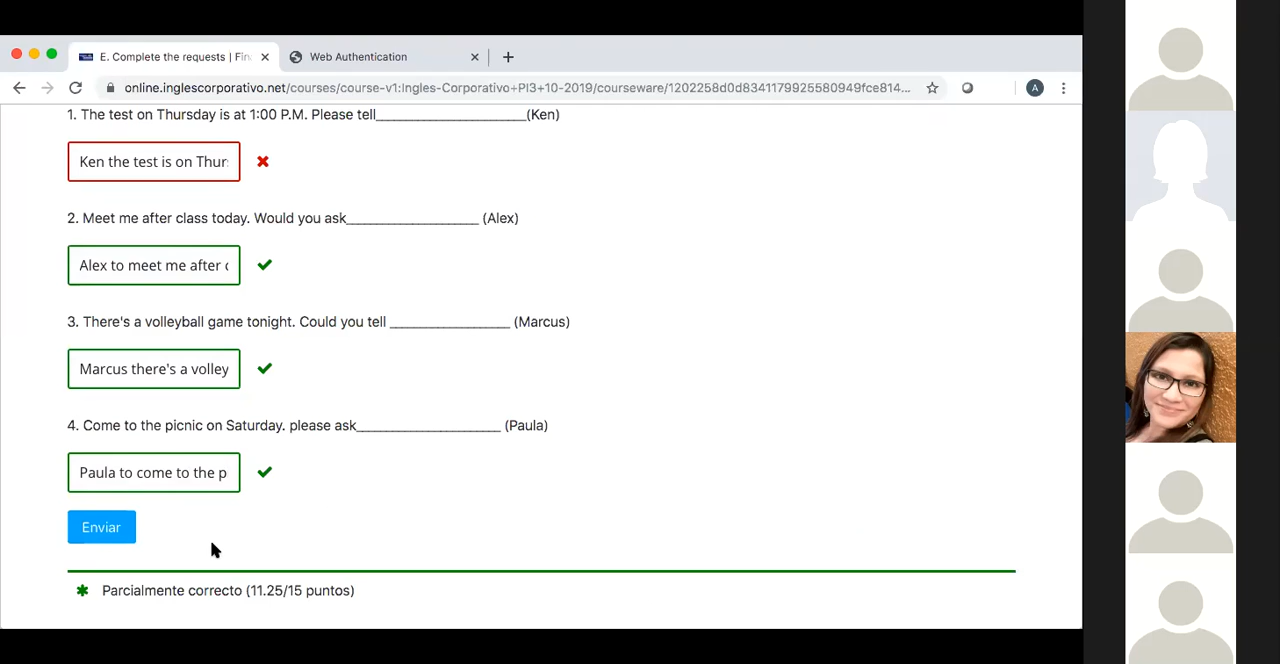 E. Complete the requests | Fin
Web Authentication
online.inglescorporativo.net/courses/course-v1:Ingles-Corporativo+PI3+10-2019/courseware/1202258d0d8341179925580949fce814...
A
1. The test on Thursday is at 1:00 P.M. Please tell______________________(Ken)
Ken the test is on Thur
2. Meet me after class today. Would you ask___________________ (Alex)
Alex to meet me after c
3. There's a volleyball game tonight. Could you tell _________________ (Marcus)
Marcus there's a volley
4. Come to the picnic on Saturday. please ask____________________ (Paula)
Paula to come to the p
Enviar
Parcialmente correcto (11.25/15 puntos)